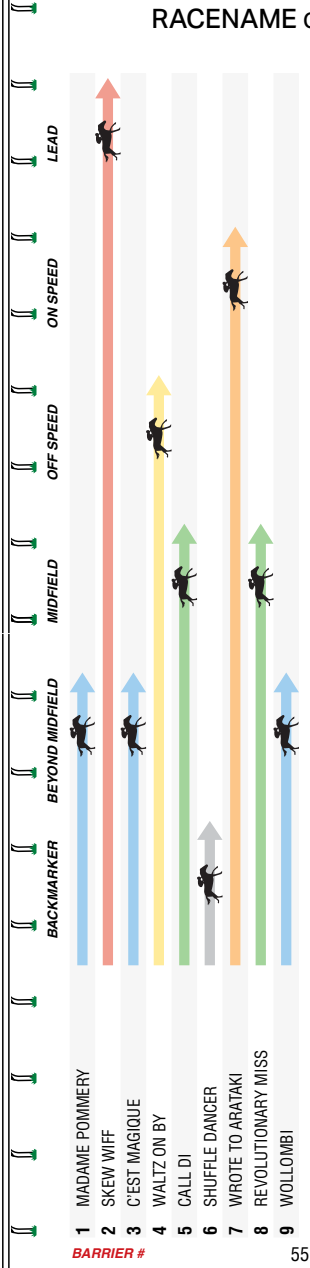 RACENAME
LEAD
ON SPEED
OFF SPEED
MIDFIELD
BEYOND MIDFIELD
BACKMARKER
1 MADAME POMMERY
2 SKEW WIFF
3 C'EST MAGIQUE
4 WALTZ ON BY
5 CALL DI
6 SHUFFLE DANCER
7 WROTE TO ARATAKI
8 REVOLUTIONARY MISS
9 WOLLOMBI
BARRIER #
55